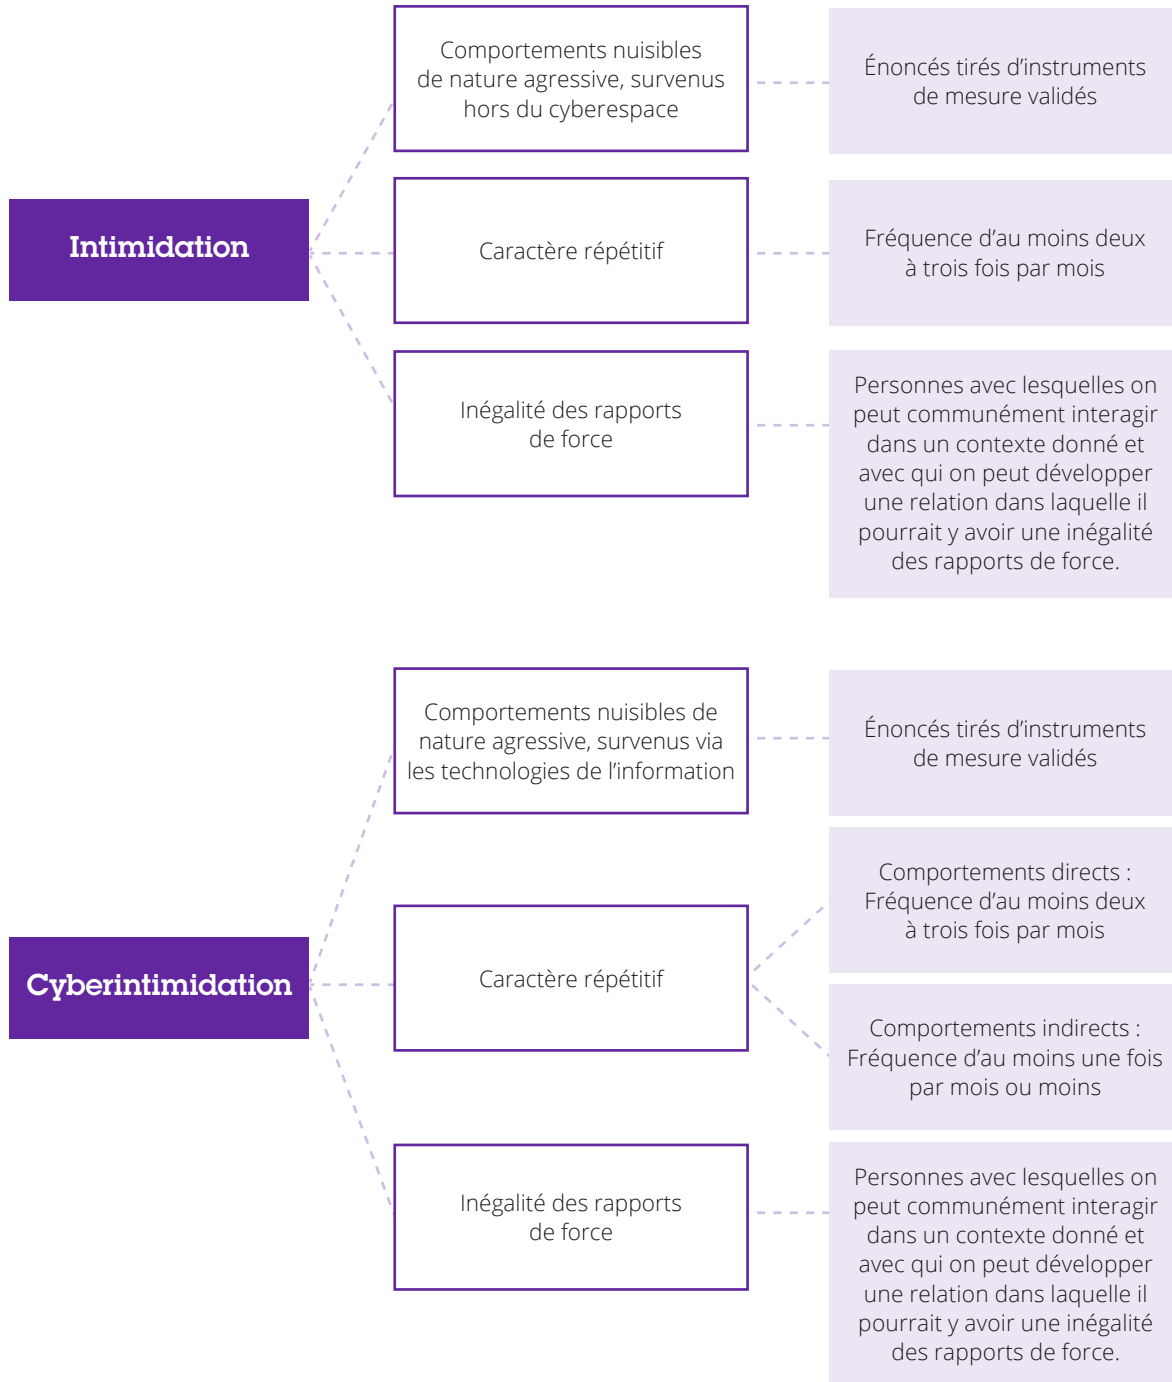 Intimidation
Comportements nuisibles
de nature agressive, survenus
hors du cyberespace
Énoncés tirés d’instruments
de mesure validés
Caractère répétitif
Fréquence d’au moins deux
à trois fois par mois
Inégalité des rapports
de force
Personnes avec lesquelles on
peut communément interagir
dans un contexte donné et
avec qui on peut développer
une relation dans laquelle il
pourrait y avoir une inégalité
des rapports de force.
Cyberintimidation
Comportements nuisibles de
nature agressive, survenus via
les technologies de l’information
Énoncés tirés d’instruments
de mesure validés
Caractère répétitif
Comportements directs :
Fréquence d’au moins deux
à trois fois par mois
Comportements indirects :
Fréquence d’au moins une fois
par mois ou moins
Inégalité des rapports
de force
Personnes avec lesquelles on
peut communément interagir
dans un contexte donné et
avec qui on peut développer
une relation dans laquelle il
pourrait y avoir une inégalité
des rapports de force.